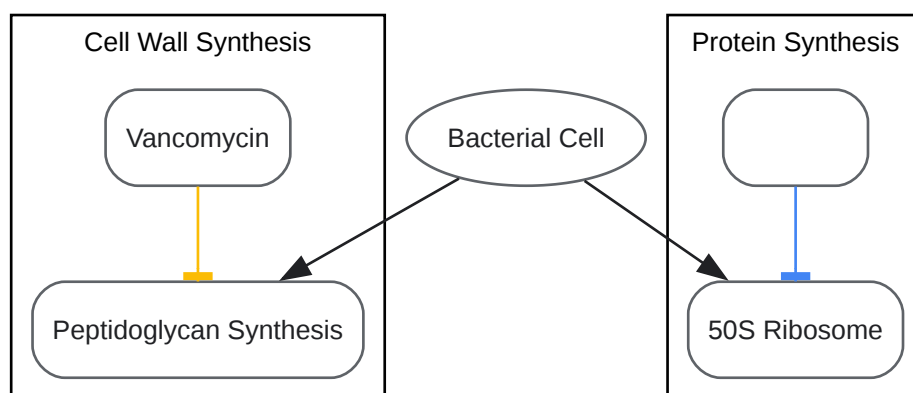 Cell Wall Synthesis
Protein Synthesis
Vancomycin
Bacterial Cell
Peptidoglycan Synthesis
50S Ribosome